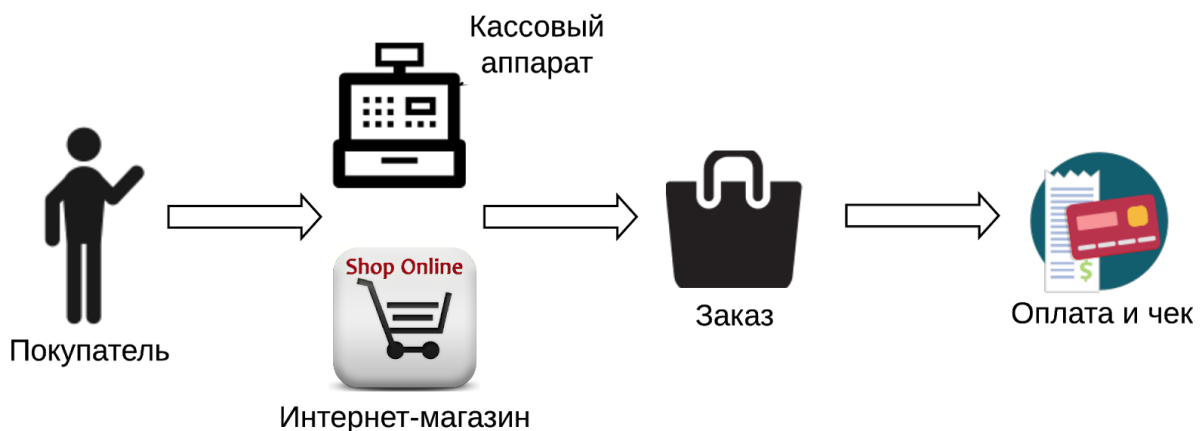 Кассовый
аппарат
Покупатель
Shop Online
Интернет-магазин
Заказ
$
Оплата и чек